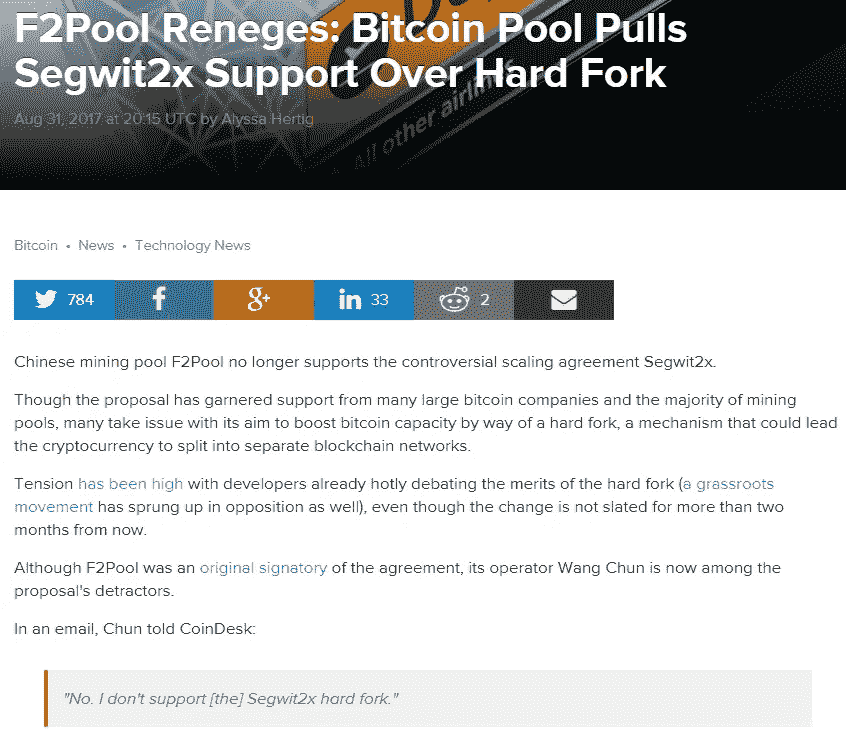 F2Pool Reneges: Bitcoin Pool Pulls
Segwit2x Support Over Hard Fork
Aug 31, 2017 at 20:15 UTC by Alyssa Hertig
All other airlines
Bitcoin • News • Technology News
784
33
2
Chinese mining pool F2Pool no longer supports the controversial scaling agreement Segwit2x.
Though the proposal has garnered support from many large bitcoin companies and the majority of mining
pools, many take issue with its aim to boost bitcoin capacity by way of a hard fork, a mechanism that could lead
the cryptocurrency to split into separate blockchain networks.
Tension has been high with developers already hotly debating the merits of the hard fork (a grassroots
movement has sprung up in opposition as well), even though the change is not slated for more than two
months from now.
Although F2Pool was an original signatory of the agreement, its operator Wang Chun is now among the
proposal's detractors.
In an email, Chun told CoinDesk:
"No. I don't support [the] Segwit2x hard fork."